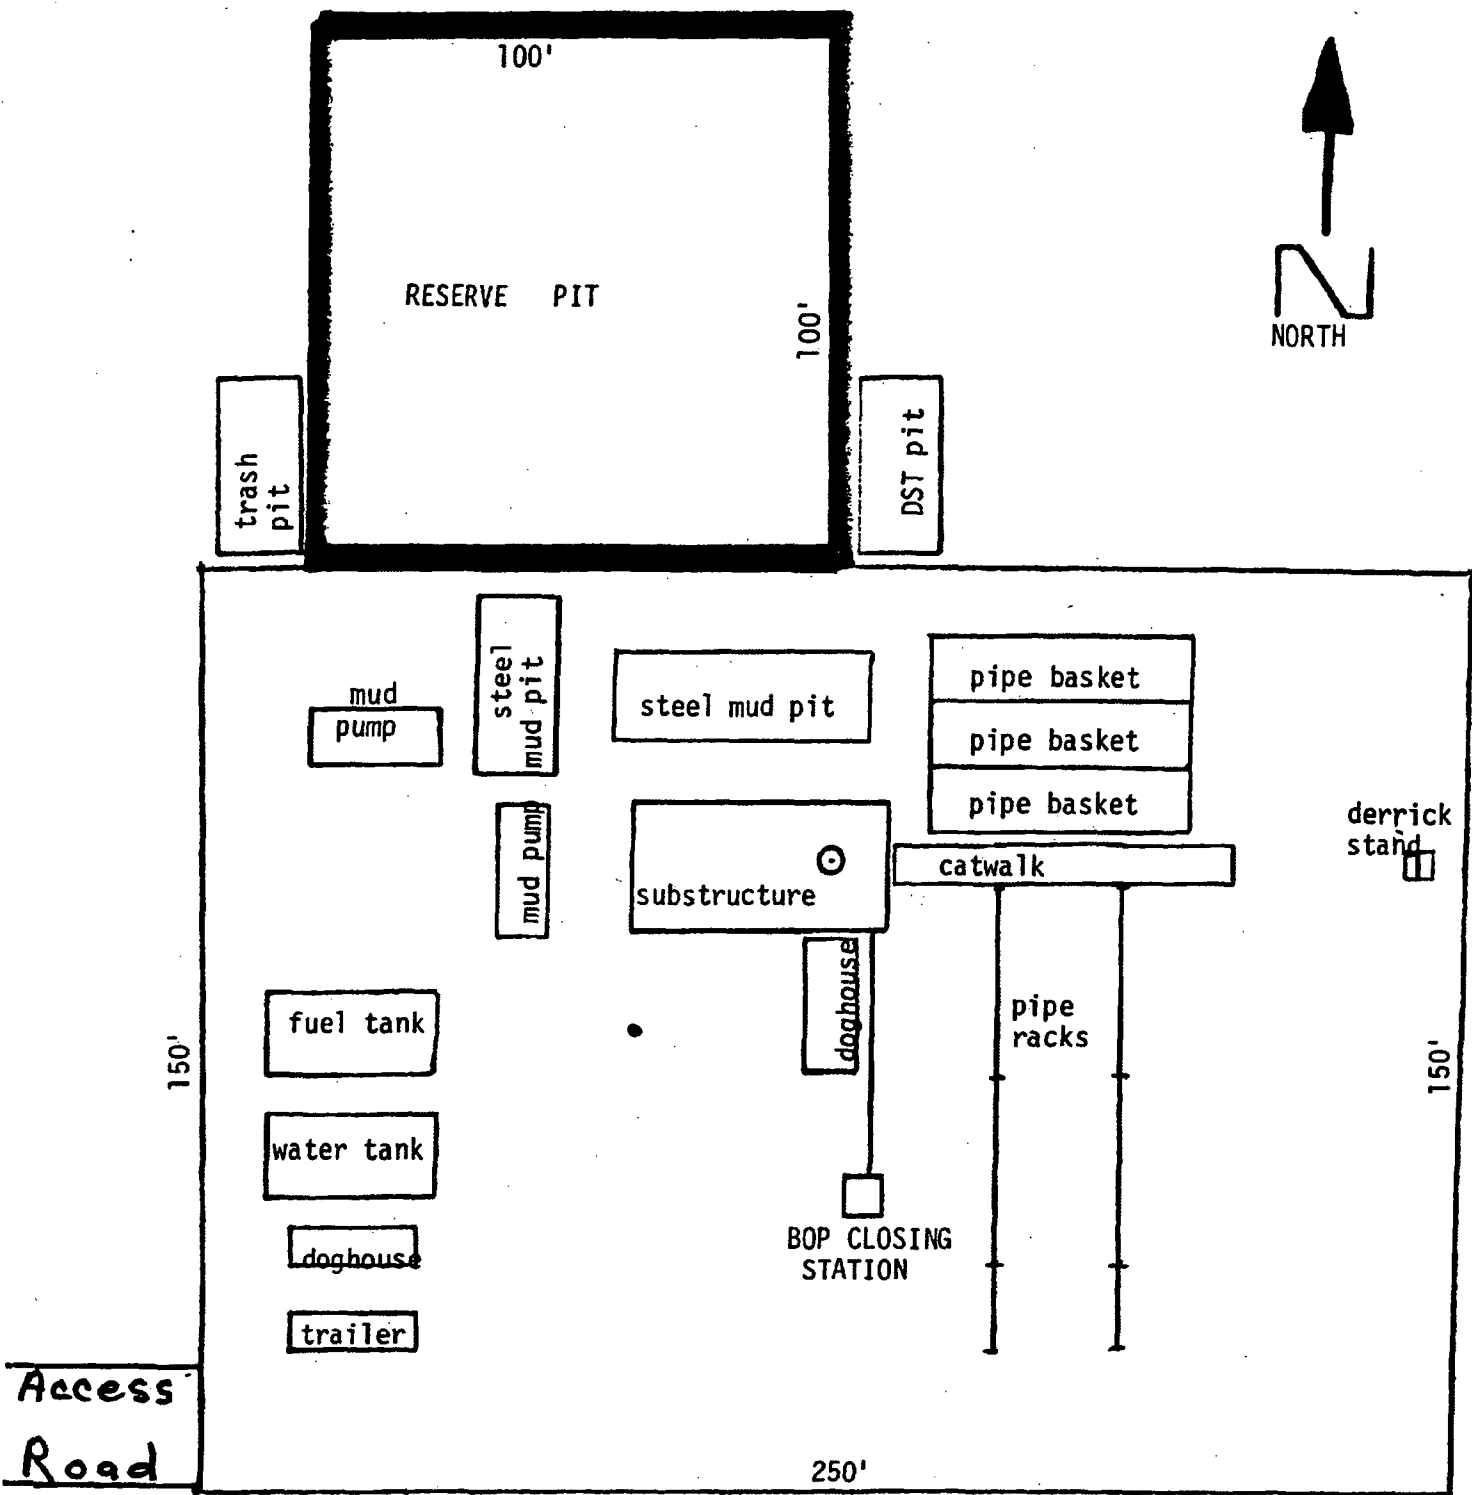 100'
RESERVE PIT
100'
N
NORTH
trash
pit
DST pit
mud
pump
steel
mud pit
steel mud pit
pipe basket
pipe basket
pipe basket
mud pump
substructure
catwalk
derrick
stand
doghouse
pipe
racks
fuel tank
150'
150'
water tank
BOP CLOSING
STATION
doghouse
trailer
Access
Road
250'